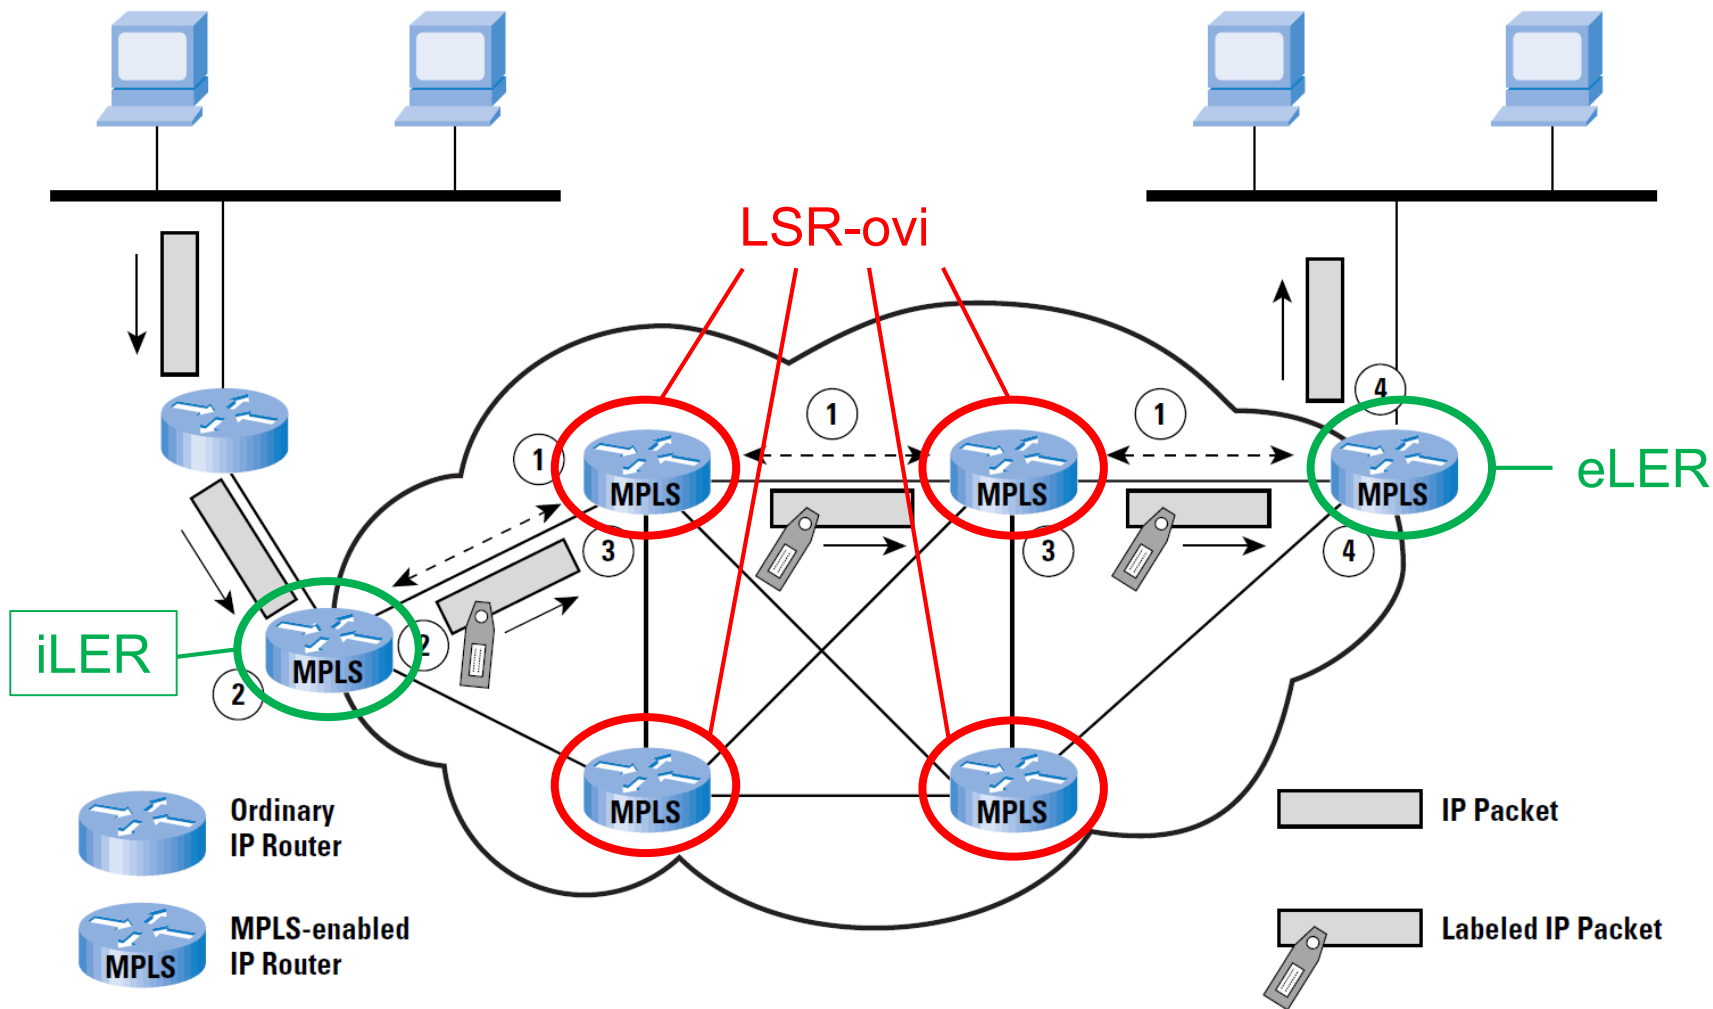 LSR-ovi
4
1
1
1
MPLS
MPLS
MPLS
eLER
3
3
4
iLER
2
MPLS
2
MPLS
MPLS
Ordinary
IP Router
IP Packet
MPLS
MPLS-enabled
IP Router
Labeled IP Packet